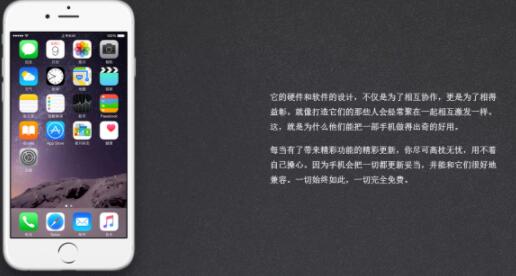 它的硬件和软件的设计，不仅是为了相互协作，更是为了相得
益彰。就像打造它们的那些人会经常聚在一起相互激发一样。
这，就是为什么他们能把一部手机做得出奇的好用。
每当有了带来精彩功能的精彩更新，你尽可高枕无忧，用不着
自己操心。因为手机会把一切都更新妥当，并能和它们很好地
兼容。一切始终如此，一切完全免费。